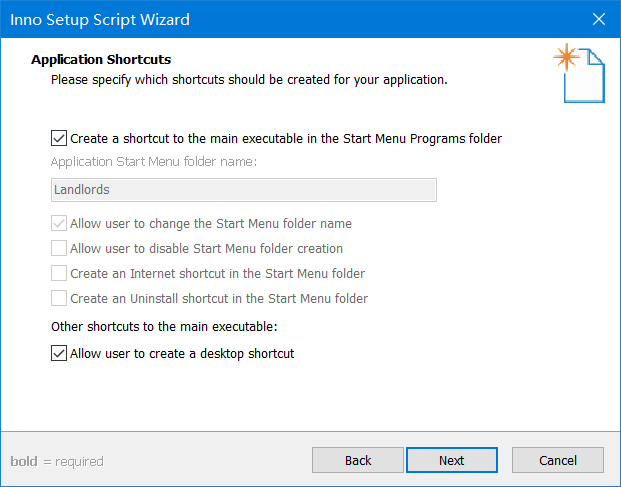 Inno Setup Script Wizard
Application Shortcuts
Please specify which shortcuts should be created for your application.
Create a shortcut to the main executable in the Start Menu Programs folder
Application Start Menu folder name:
Landlords
Allow user to change the Start Menu folder name
Allow user to disable Start Menu folder creation
Create an Internet shortcut in the Start Menu folder
Create an Uninstall shortcut in the Start Menu folder
Other shortcuts to the main executable:
Allow user to create a desktop shortcut
bold = required
Back
Next
Cancel